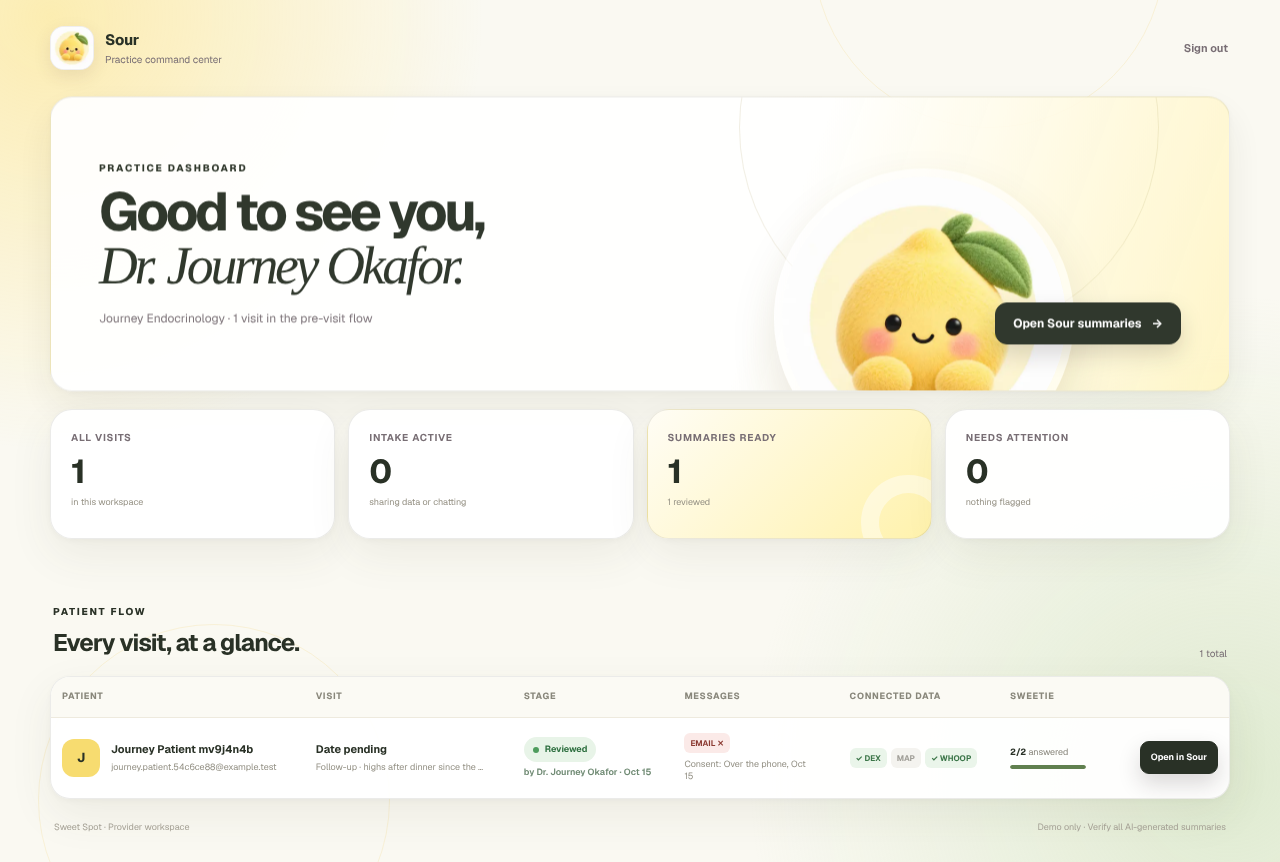 Sour
Practice command center
Sign out
PRACTICE DASHBOARD
Good to see you,
Dr. Journey Okafor.
Journey Endocrinology · 1 visit in the pre-visit flow
Open Sour summaries →
ALL VISITS
1
in this workspace
INTAKE ACTIVE
0
sharing data or chatting
SUMMARIES READY
1
1 reviewed
NEEDS ATTENTION
0
nothing flagged
PATIENT FLOW
Every visit, at a glance.
1 total
PATIENT VISIT STAGE MESSAGES CONNECTED DATA SWEETIE
J
Journey Patient mv9j4n4b
journey.patient.54c6ce88@example.test
Date pending
Follow-up · highs after dinner since the ...
Reviewed
by Dr. Journey Okafor · Oct 15
EMAIL ×
Consent: Over the phone, Oct
15
✓ DEX MAP ✓ WHOOP
2/2 answered
Open in Sour
Sweet Spot · Provider workspace
Demo only · Verify all AI-generated summaries